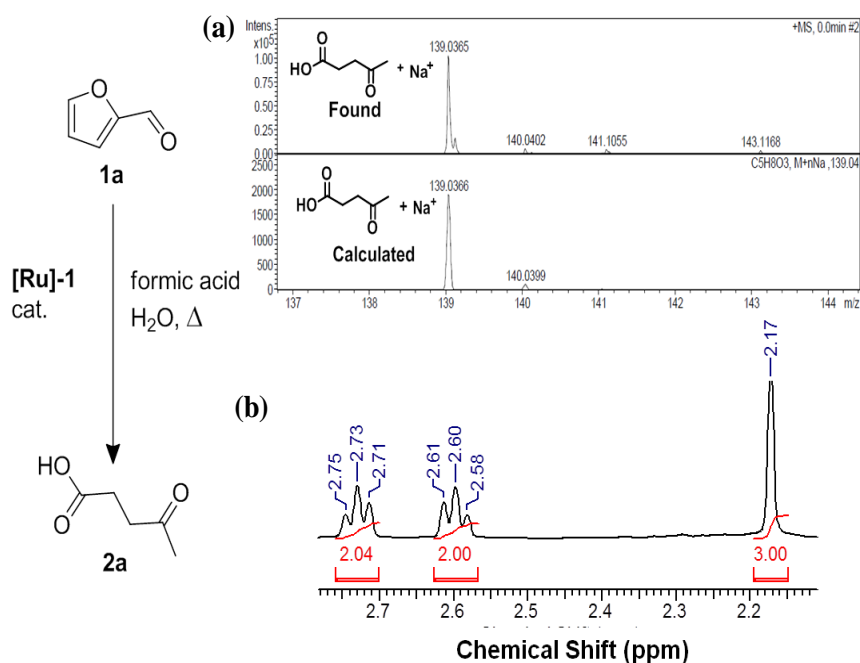 (a)
Intens.
x10⁵
+MS, 0.0min #2
1.00
0.75
0.50
0.25
0.00
139.0365
140.0402
141.1055
143.1168
HO
O
O
+ Na⁺
Found
C5H8O3, M+nNa ,139.04
2500
2000
1500
1000
500
0
139.0366
140.0399
HO
O
O
+ Na⁺
Calculated
137
138
139
140
141
142
143
144
m/z
O
O
1a
[Ru]-1
cat.
formic acid
H₂O, Δ
HO
O
O
2a
(b)
2.75
2.73
2.71
2.61
2.60
2.58
2.17
2.04
2.00
3.00
2.7
2.6
2.5
2.4
2.3
2.2
Chemical Shift (ppm)